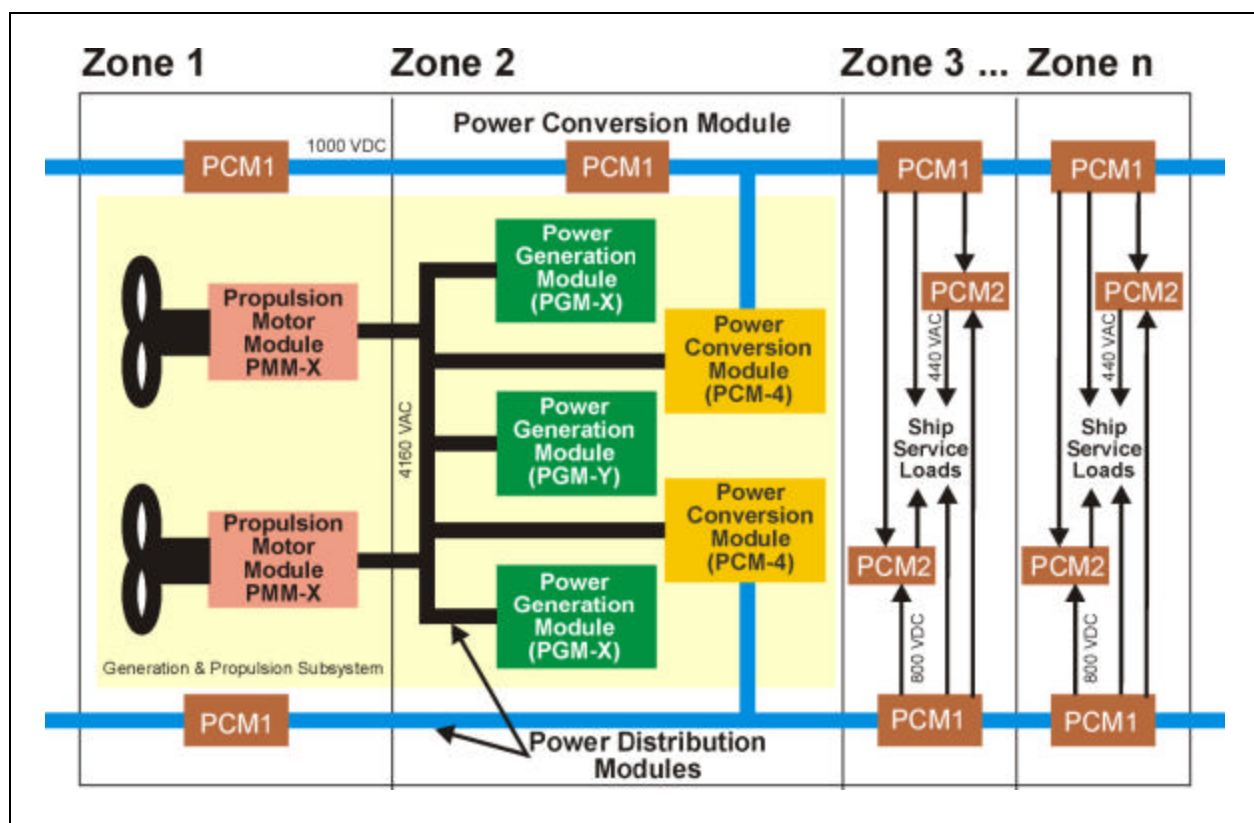 Zone 1
Zone 2
Zone 3 ...
Zone n
Power Conversion Module
1000 VDC
PCM1
PCM1
PCM1
PCM1
Power
Generation
Module
(PGM-X)
Propulsion
Motor
Module
PMM-X
Power
Conversion
Module
(PCM-4)
4160 VAC
Power
Generation
Module
(PGM-Y)
Propulsion
Motor
Module
PMM-X
Power
Conversion
Module
(PCM-4)
Power
Generation
Module
(PGM-X)
Generation & Propulsion Subsystem
PCM2
440 VAC
Ship
Service
Loads
PCM2
800 VDC
PCM2
440 VAC
Ship
Service
Loads
PCM2
800 VDC
PCM1
PCM1
PCM1
Power Distribution
Modules